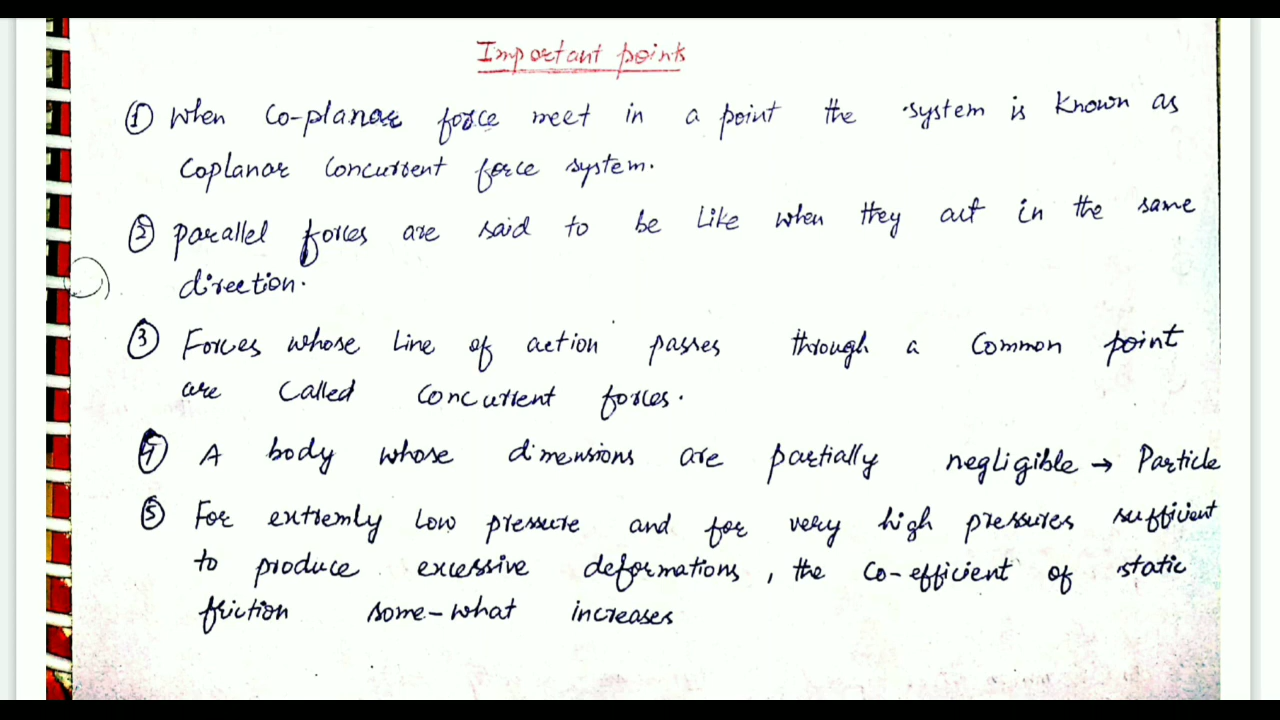 Important points
① When Co-planar force meet in a point the system is known as
Coplanar Concurrent force system.
② parallel forces are said to be like when they act in the same
direction.
③ Forces whose line of action passes through a common point
are called concurrent forces.
④ A body whose dimensions are partially negligible → Particle
⑤ For extremly low pressure and for very high pressures sufficient
to produce excessive deformations, the co-efficient of static
friction some-what increases